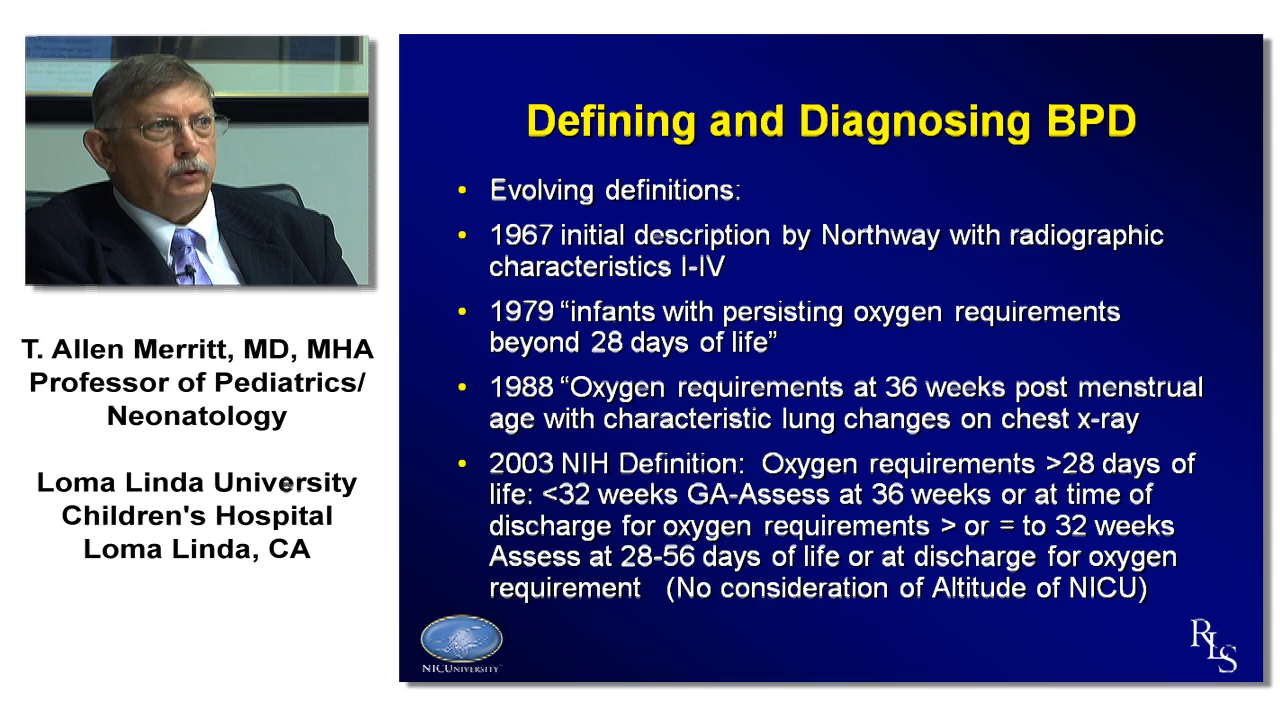 T. Allen Merritt, MD, MHA
Professor of Pediatrics/
Neonatology
Loma Linda University
Children's Hospital
Loma Linda, CA
Defining and Diagnosing BPD
• Evolving definitions:
• 1967 initial description by Northway with radiographic
characteristics I-IV
• 1979 “infants with persisting oxygen requirements
beyond 28 days of life”
• 1988 “Oxygen requirements at 36 weeks post menstrual
age with characteristic lung changes on chest x-ray
• 2003 NIH Definition: Oxygen requirements >28 days of
life: <32 weeks GA-Assess at 36 weeks or at time of
discharge for oxygen requirements > or = to 32 weeks
Assess at 28-56 days of life or at discharge for oxygen
requirement (No consideration of Altitude of NICU)
NICUNIVERSITY
RLS